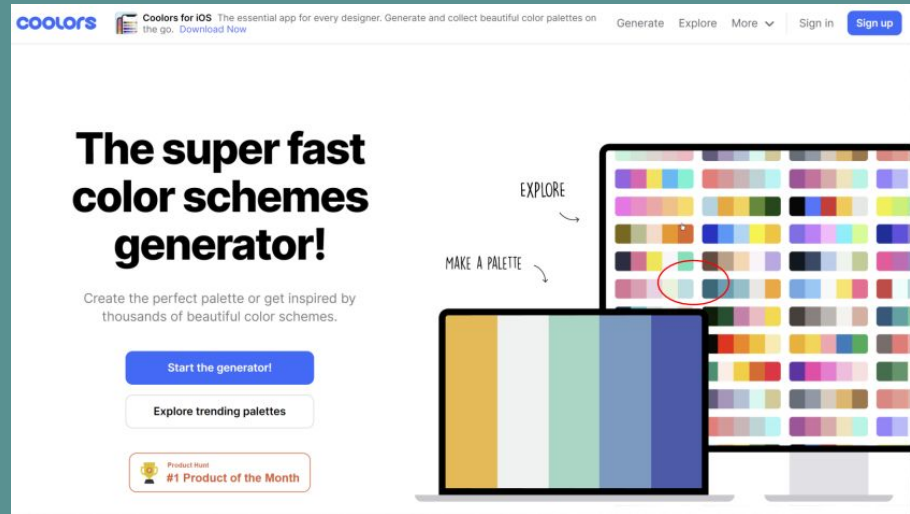 coolors
Coolors for iOS The essential app for every designer. Generate and collect beautiful color palettes on
the go. Download Now
Generate Explore More Sign in Sign up
The super fast
color schemes
generator!
Create the perfect palette or get inspired by
thousands of beautiful color schemes.
Start the generator!
Explore trending palettes
Product Hunt
#1 Product of the Month
EXPLORE
MAKE A PALETTE